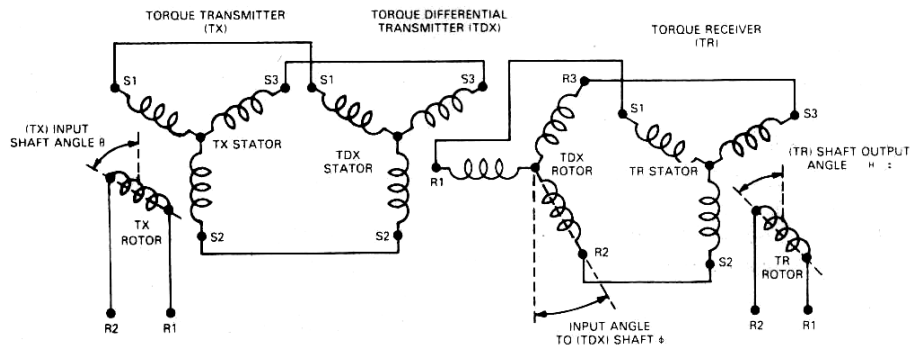 TORQUE TRANSMITTER
(TX)
TORQUE DIFFERENTIAL
TRANSMITTER (TDX)
TORQUE RECEIVER
(TR)
S1
S3
S1
S3
R3
S1
S3
(TX) INPUT
SHAFT ANGLE θ
TX STATOR
TDX
STATOR
R1
TDX
ROTOR
TR STATOR
(TR) SHAFT OUTPUT
ANGLE
TX
ROTOR
S2
S2
R2
S2
TR
ROTOR
R2
R1
INPUT ANGLE
TO (TDX) SHAFT ϕ
R2
R1